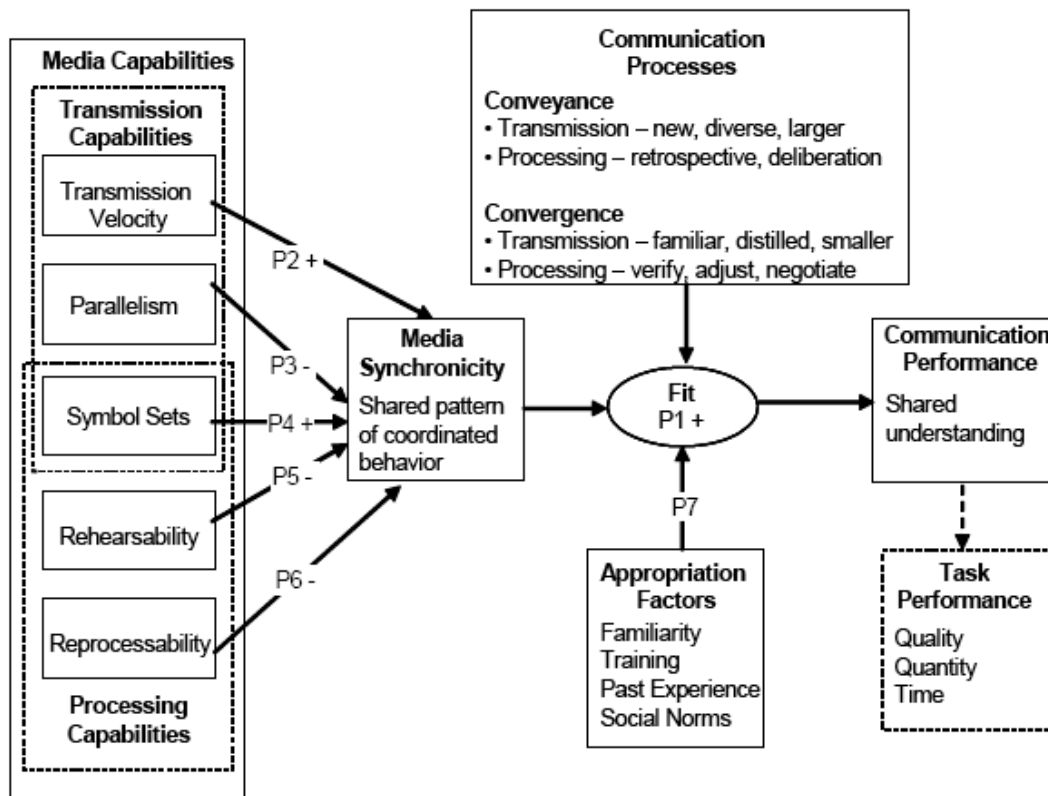 Media Capabilities
Transmission
Capabilities
Transmission
Velocity
Parallelism
Symbol Sets
Rehearsability
Reprocessability
Processing
Capabilities
P2 +
P3 -
P4 +
P5 -
P6 -
Media
Synchronicity
Shared pattern
of coordinated
behavior
Communication
Processes
Conveyance
• Transmission – new, diverse, larger
• Processing – retrospective, deliberation
Convergence
• Transmission – familiar, distilled, smaller
• Processing – verify, adjust, negotiate
Fit
P1 +
P7
Appropriation
Factors
Familiarity
Training
Past Experience
Social Norms
Communication
Performance
Shared
understanding
Task
Performance
Quality
Quantity
Time